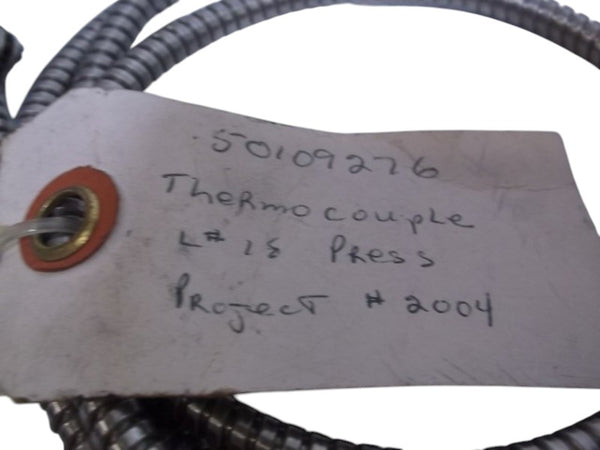 50109276
Thermocouple
L# 18 Press
Project # 2004